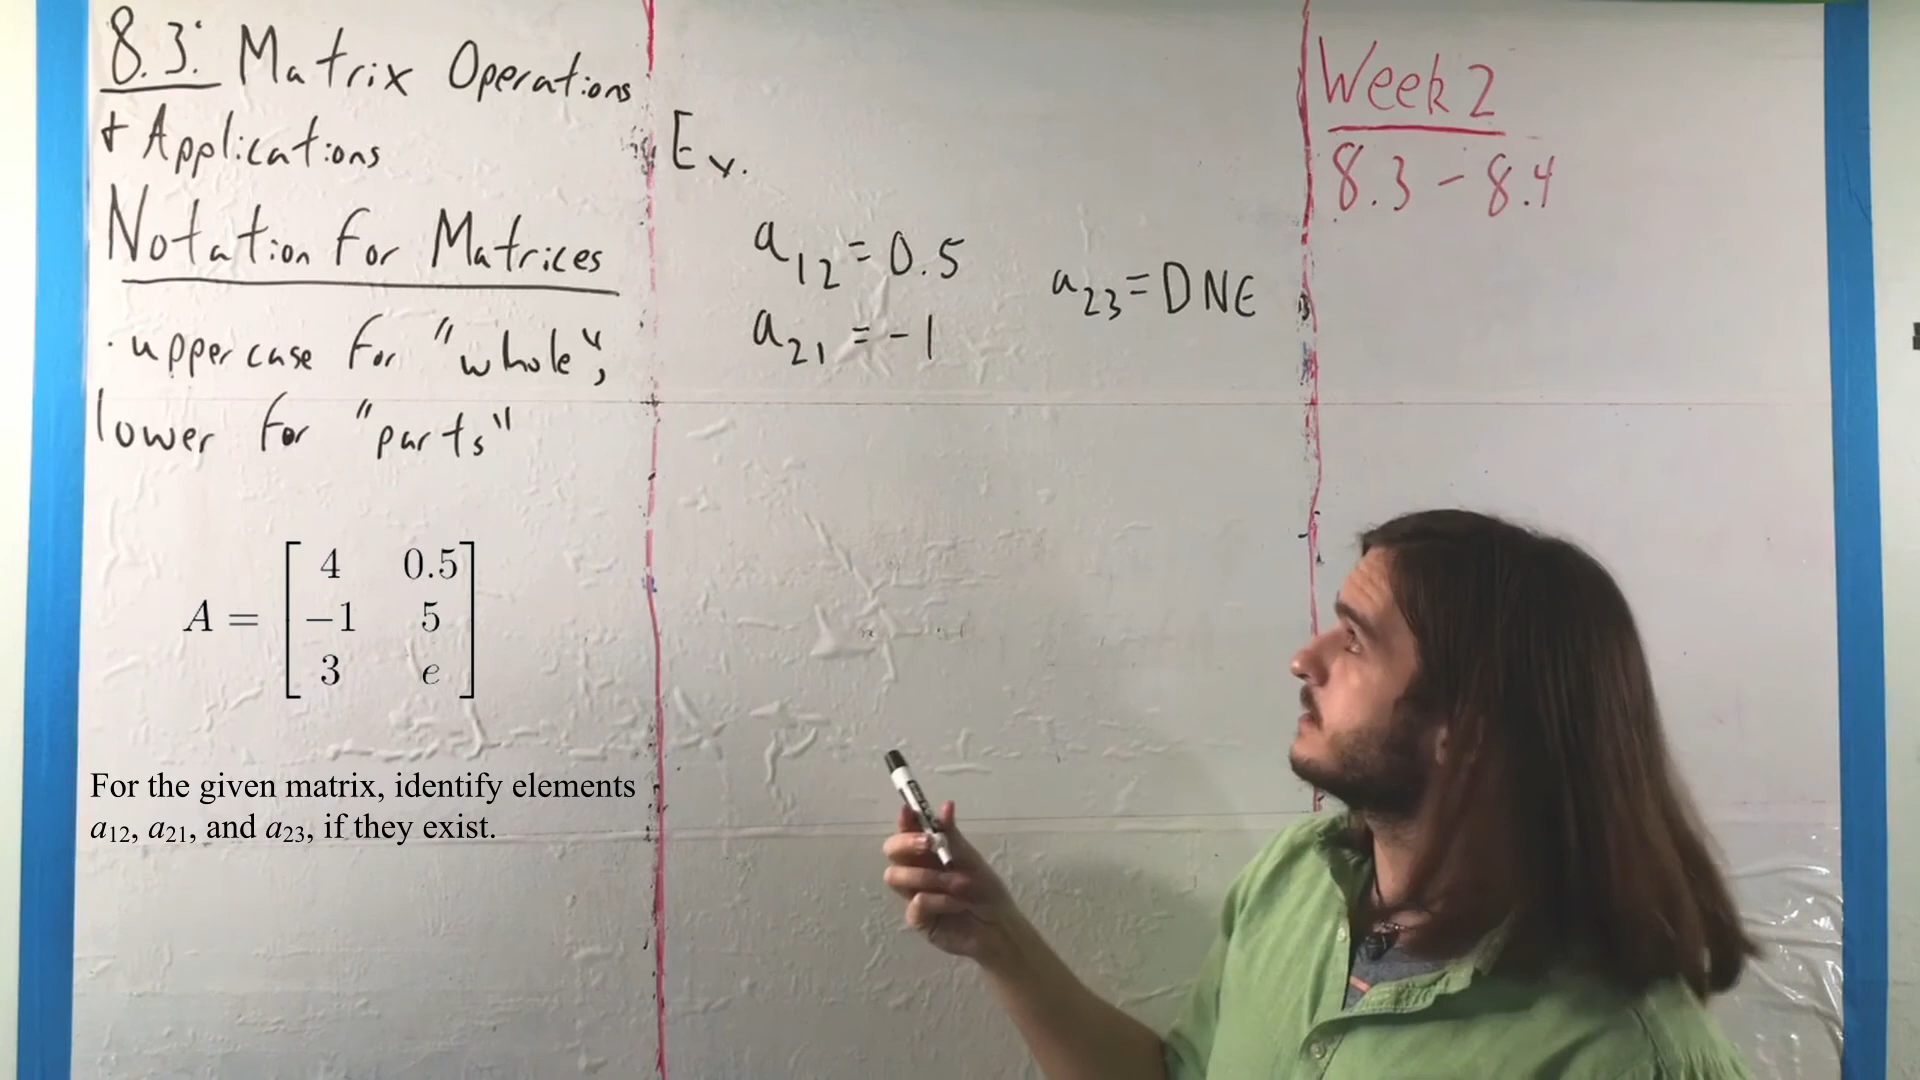 8.3: Matrix Operations
+ Applications
Notation for Matrices
· uppercase for "whole",
lower for "parts"
A = [4 0.5
-1 5
3 e]
For the given matrix, identify elements
a₁₂, a₂₁, and a₂₃, if they exist.
Ex.
a₁₂ = 0.5
a₂₁ = -1
a₂₃ = DNE
Week 2
8.3 - 8.4